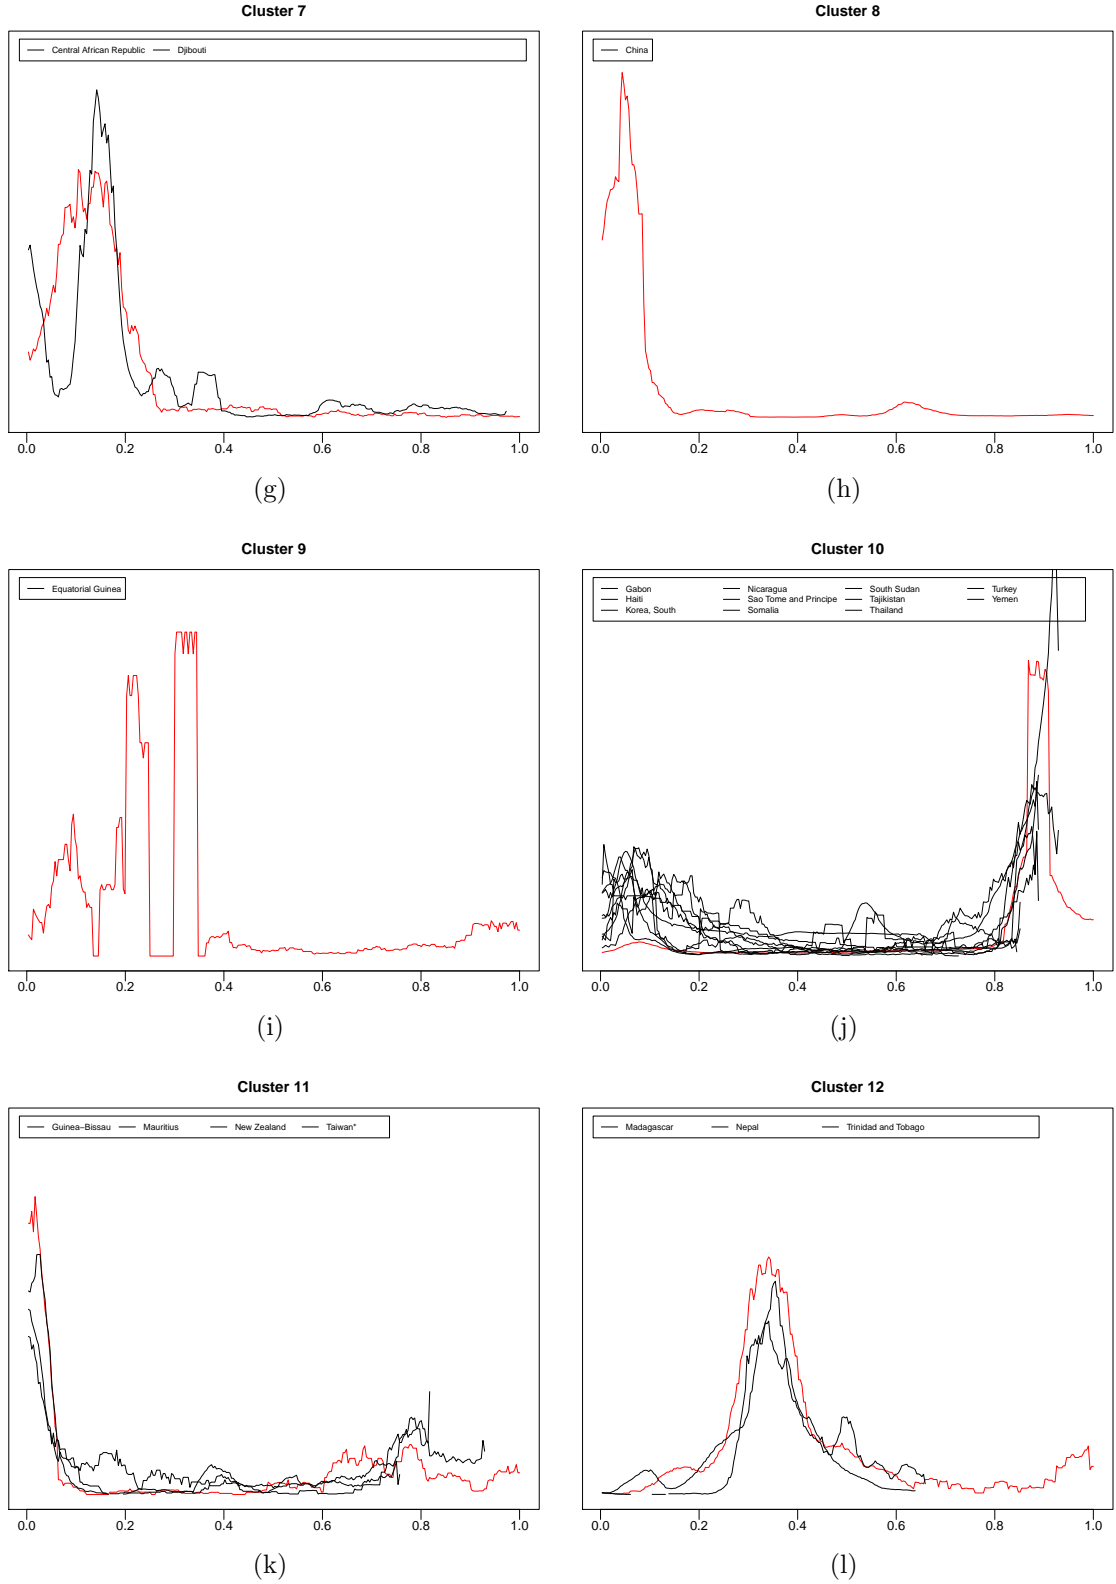 Cluster 7
Central African Republic Djibouti
0.0 0.2 0.4 0.6 0.8 1.0
(g)
Cluster 8
China
0.0 0.2 0.4 0.6 0.8 1.0
(h)
Cluster 9
Equatorial Guinea
0.0 0.2 0.4 0.6 0.8 1.0
(i)
Cluster 10
Gabon Nicaragua South Sudan Turkey
Haiti Sao Tome and Principe Tajikistan Yemen
Korea, South Somalia Thailand
0.0 0.2 0.4 0.6 0.8 1.0
(j)
Cluster 11
Guinea−Bissau Mauritius New Zealand Taiwan*
0.0 0.2 0.4 0.6 0.8 1.0
(k)
Cluster 12
Madagascar Nepal Trinidad and Tobago
0.0 0.2 0.4 0.6 0.8 1.0
(l)